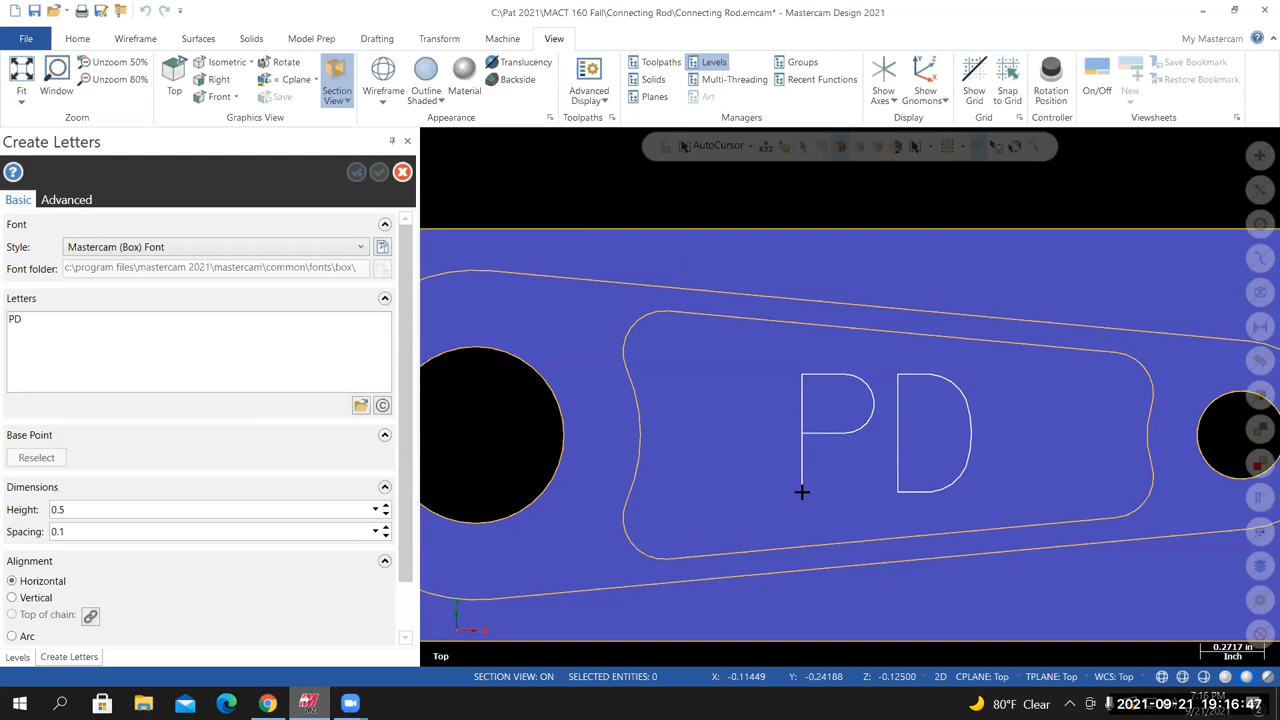 C:\Pat 2021\MACT 160 Fall\Connecting Rod\Connecting Rod.emcam* - Mastercam Design 2021
File Home Wireframe Surfaces Solids Model Prep Drafting Transform Machine View My Mastercam
Unzoom 50% Isometric Rotate Translucency Toolpaths Levels Groups Save Bookmark
Unzoom 80% Right = Cplane Backside Solids Multi-Threading Recent Functions Restore Bookmark
Front Save Planes Art
Fit Window Top Section View Wireframe Outline Shaded Material Advanced Display Show Axes Show Gnomons Show Grid Snap to Grid Rotation Position On/Off New
Zoom Graphics View Appearance Toolpaths Managers Display Grid Controller Viewsheets
Create Letters
AutoCursor
Basic Advanced
Font
Style: Mastercam (Box) Font
Font folder: c:\program files\mastercam 2021\mastercam\common\fonts\box\
Letters
PD
PD
Base Point
Reselect
Dimensions
Height: 0.5
Spacing: 0.1
Alignment
Horizontal
Vertical
Top of chain:
Arc
Levels Create Letters
Top
0.2717 in
Inch
SECTION VIEW: ON SELECTED ENTITIES: 0 X: -0.11449 Y: -0.24188 Z: -0.12500 2D CPLANE: Top TPLANE: Top WCS: Top
80°F Clear
7:16 PM
2021-09-21 19:16:47
9/21/2021